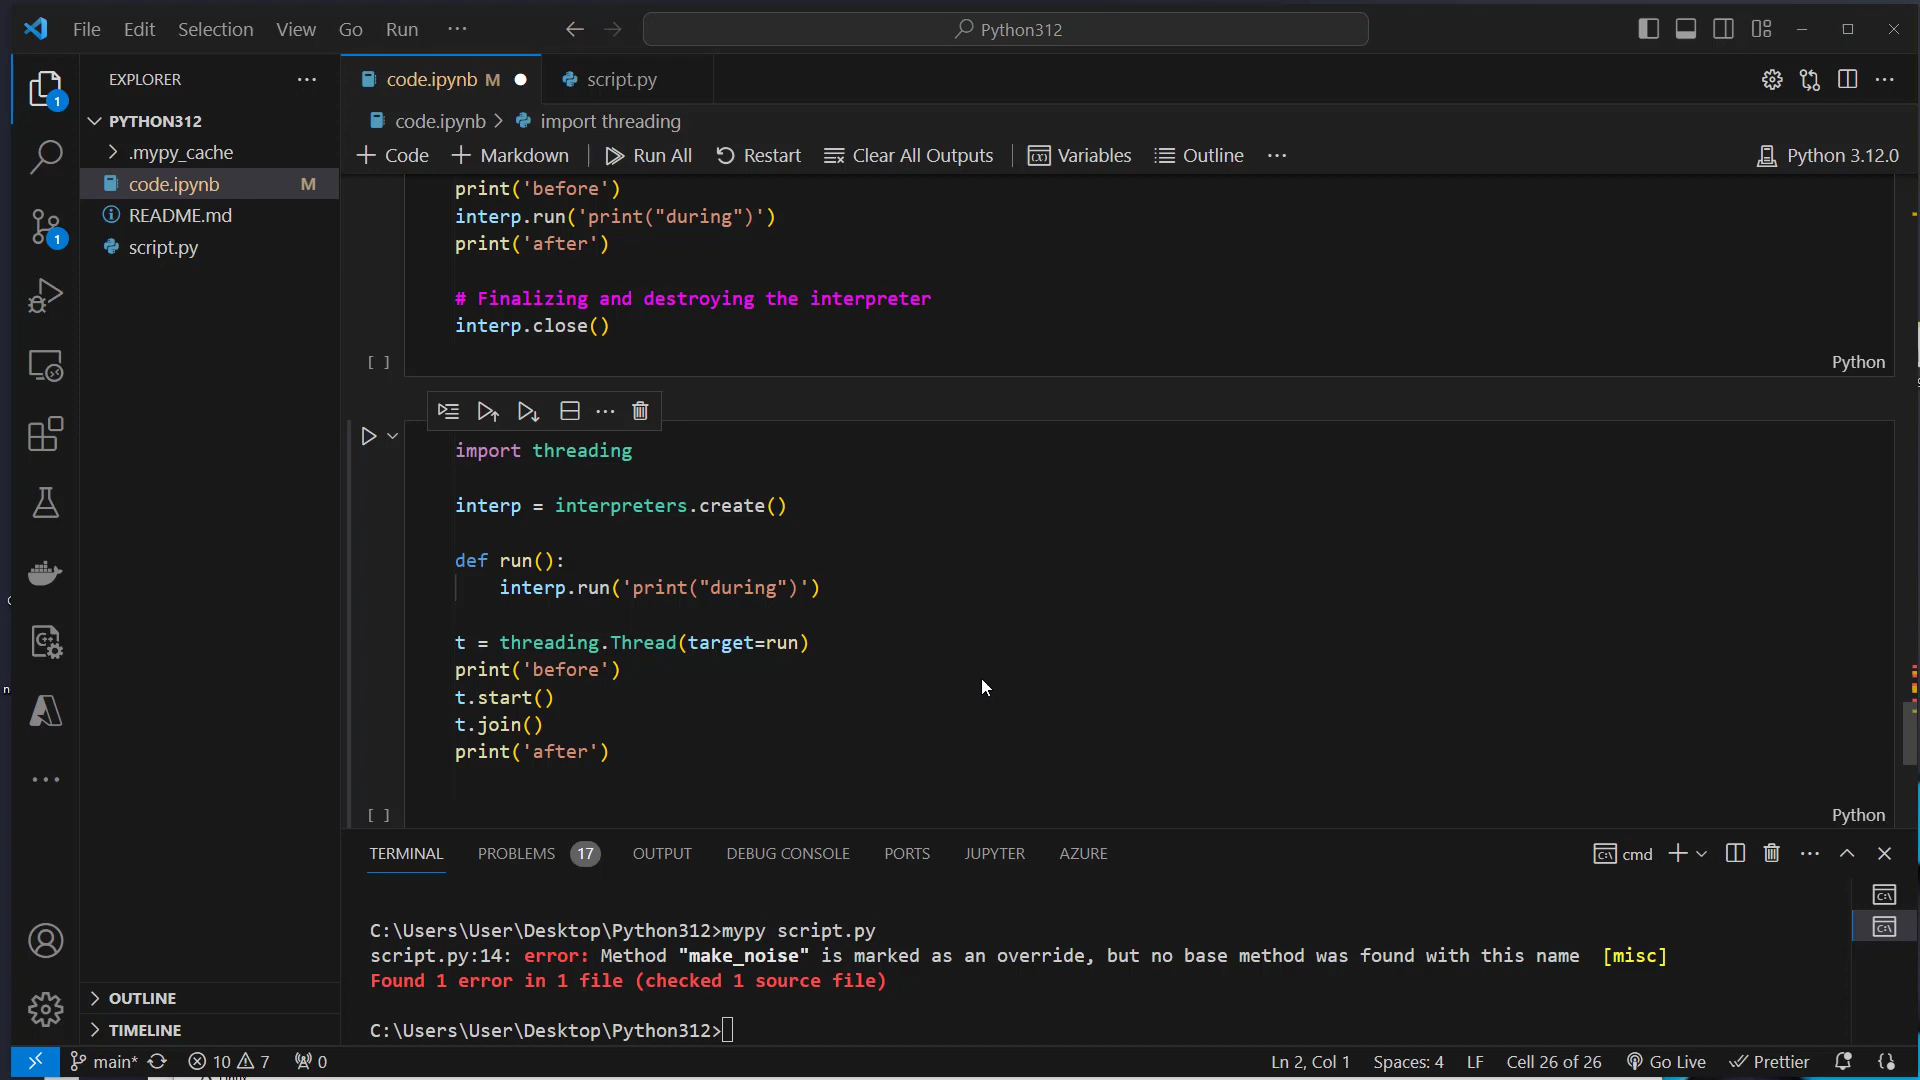 File Edit Selection View Go Run ···
Python312
EXPLORER
1
PYTHON312
.mypy_cache
code.ipynb M
README.md
script.py
1
OUTLINE
TIMELINE
code.ipynb M
script.py
code.ipynb > import threading
+ Code + Markdown Run All Restart Clear All Outputs Variables Outline ···
Python 3.12.0
print('before')
interp.run('print("during")')
print('after')
# Finalizing and destroying the interpreter
interp.close()
[ ]
Python
import threading
interp = interpreters.create()
def run():
interp.run('print("during")')
t = threading.Thread(target=run)
print('before')
t.start()
t.join()
print('after')
[ ]
Python
TERMINAL PROBLEMS 17 OUTPUT DEBUG CONSOLE PORTS JUPYTER AZURE
cmd
C:\Users\User\Desktop\Python312>mypy script.py
script.py:14: error: Method "make_noise" is marked as an override, but no base method was found with this name [misc]
Found 1 error in 1 file (checked 1 source file)
C:\Users\User\Desktop\Python312>
main* 10 7 0
Ln 2, Col 1 Spaces: 4 LF Cell 26 of 26 Go Live Prettier